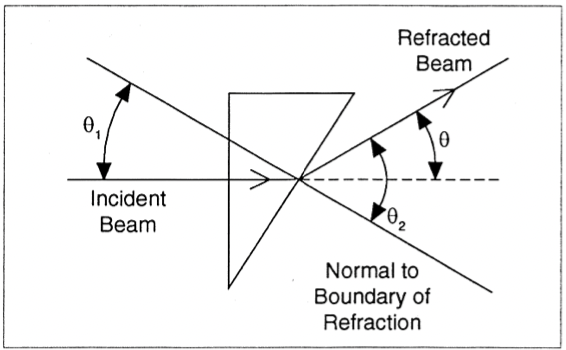 Refracted
Beam
θ1
θ
Incident
Beam
θ2
Normal to
Boundary of
Refraction